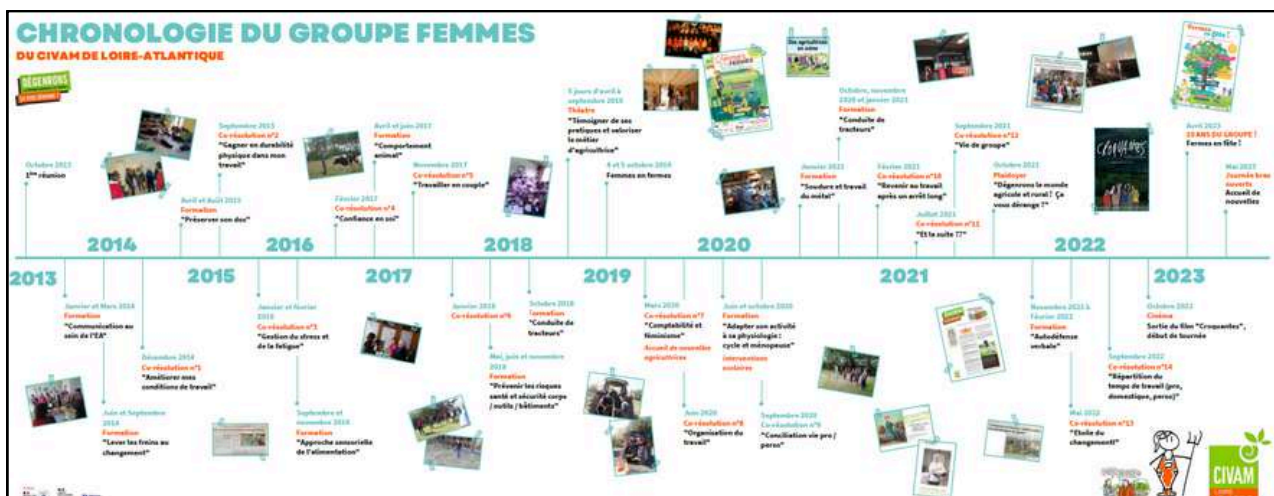 CHRONOLOGIE DU GROUPE FEMMES
DU CIVAM DE LOIRE-ATLANTIQUE
DÉGENRONS
Octobre 2013
1ère réunion
Avril et Août 2015
Formation
"Préserver son dos"
Septembre 2015
Co-résolution n°2
"Gagner en durabilité
physique dans mon
travail"
Février 2017
Co-résolution n°4
"Confiance en soi"
Avril et juin 2017
Formation
"Comportement
animal"
Novembre 2017
Co-résolution n°5
"Travailler en couple"
5 jours d'avril à
septembre 2019
Théatre
"Témoigner de ses
pratiques et valoriser
le métier
d'agricultrice"
4 et 5 octobre 2019
Femmes en fermes
Des agricultrices
en scène
Janvier 2021
Formation
"Soudure et travail
du métal"
Octobre, novembre
2020 et janvier 2021
Formation
"Conduite de
tracteurs"
Février 2021
Co-résolution n°10
"Revenir au travail
après un arrêt long"
Juillet 2021
Co-résolution n°11
"Et la suite ??"
Septembre 2021
Co-résolution n°12
"Vie de groupe"
Octobre 2021
Plaidoyer
"Dégenrons le monde
agricole et rural ! Ça
vous dérange ?"
CROQUANTES
Fermes
en fête !
Avril 2023
10 ANS DU GROUPE !
Fermes en fête !
Mai 2023
Journée bras
ouverts
Accueil de
nouvelles
2013
2014
2015
2016
2017
2018
2019
2020
2021
2022
2023
Janvier et Mars 2014
Formation
"Communication au
sein de l'EA"
Juin et Septembre
2014
Formation
"Lever les freins au
changement"
Décembre 2014
Co-résolution n°1
"Améliorer mes
conditions de travail"
Janvier et février
2016
Co-résolution n°3
"Gestion du stress et
de la fatigue"
Septembre et
novembre 2016
Formation
"Approche sensorielle
de l'alimentation"
Janvier 2018
Co-résolution n°6
Mai, juin et novembre
2018
Formation
"Prévenir les risques
santé et sécurité corps
/ outils / bâtiments"
Octobre 2018
Formation
"Conduite de
tracteurs"
Mars 2020
Co-résolution n°7
"Comptabilité et
féminisme"
Accueil de nouvelles
agricultrices
Juin 2020
Co-résolution n°8
"Organisation du
travail"
Juin et octobre 2020
Formation
"Adapter son activité
à sa physiologie :
cycle et ménopause"
Interventions
scolaires
Septembre 2020
Co-résolution n°9
"Conciliation vie pro /
perso"
Novembre 2021 à
Février 2022
Formation
"Autodéfense
verbale"
Mai 2022
Co-résolution n°13
"Etoile du
changement"
Septembre 2022
Co-résolution n°14
"Répartition du
temps de travail (pro,
domestique, perso)"
Octobre 2022
Cinéma
Sortie du film "Croquantes",
début de tournée
CIVAM